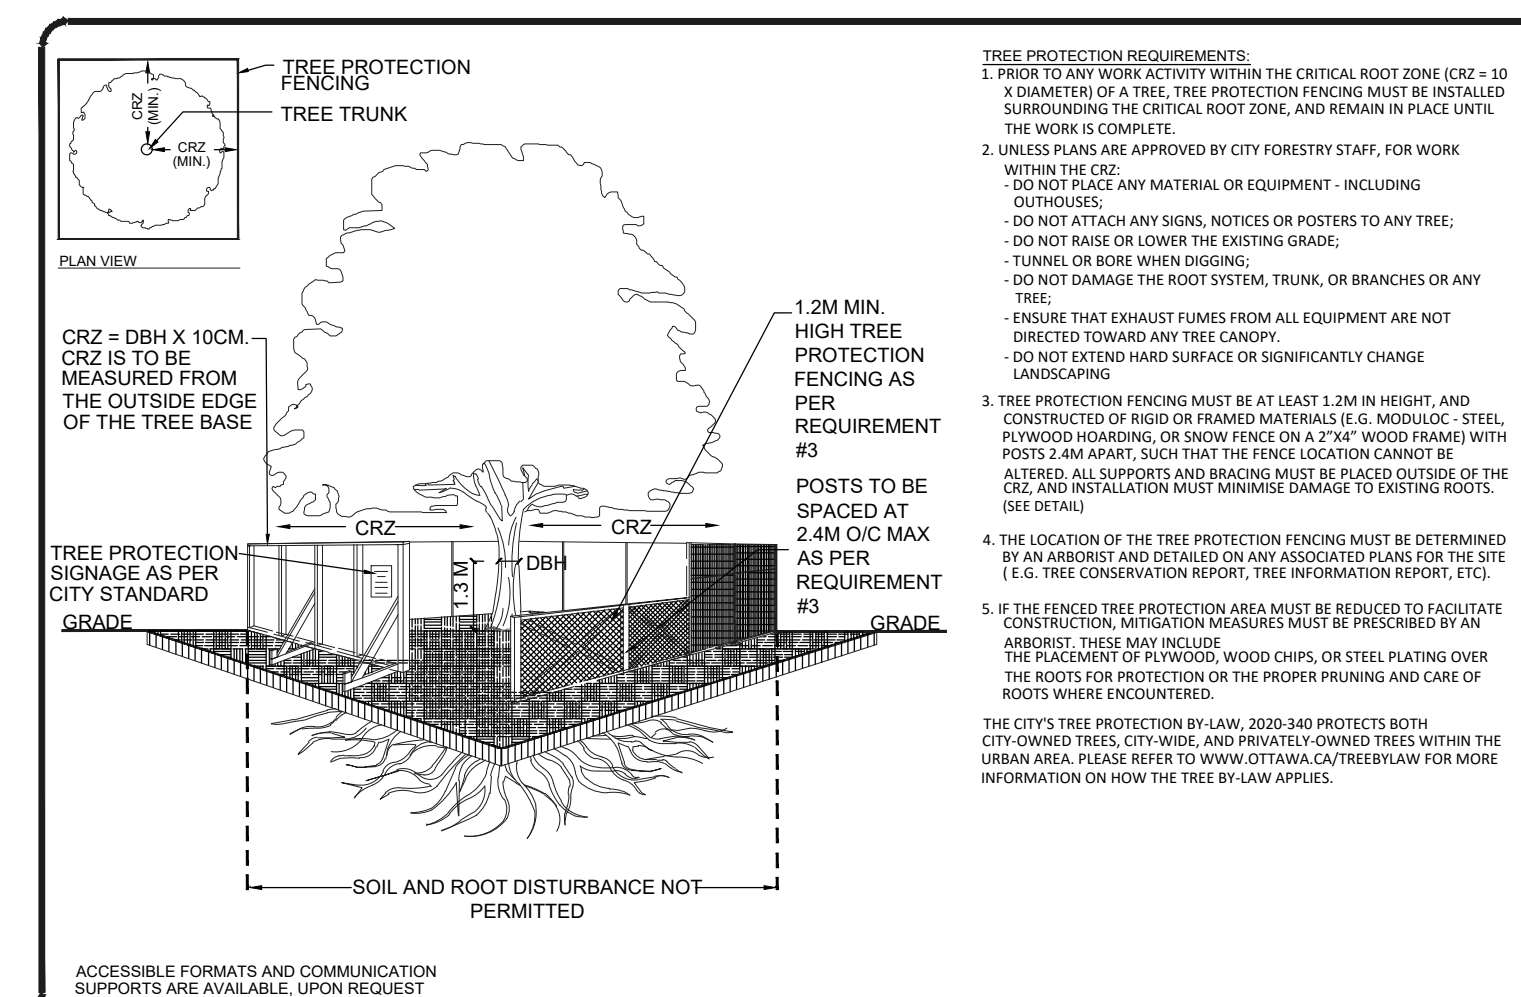 TREE PROTECTION
FENCING
TREE TRUNK
CRZ
(MIN.)
CRZ
(MIN.)
PLAN VIEW
CRZ = DBH X 10CM.
CRZ IS TO BE
MEASURED FROM
THE OUTSIDE EDGE
OF THE TREE BASE
1.2M MIN.
HIGH TREE
PROTECTION
FENCING AS
PER
REQUIREMENT
#3
POSTS TO BE
SPACED AT
2.4M O/C MAX
AS PER
REQUIREMENT
#3
CRZ
CRZ
TREE PROTECTION
SIGNAGE AS PER
CITY STANDARD
DBH
1.3 M
GRADE
GRADE
SOIL AND ROOT DISTURBANCE NOT
PERMITTED
ACCESSIBLE FORMATS AND COMMUNICATION
SUPPORTS ARE AVAILABLE, UPON REQUEST
TREE PROTECTION REQUIREMENTS:
1. PRIOR TO ANY WORK ACTIVITY WITHIN THE CRITICAL ROOT ZONE (CRZ = 10
X DIAMETER) OF A TREE, TREE PROTECTION FENCING MUST BE INSTALLED
SURROUNDING THE CRITICAL ROOT ZONE, AND REMAIN IN PLACE UNTIL
THE WORK IS COMPLETE.
2. UNLESS PLANS ARE APPROVED BY CITY FORESTRY STAFF, FOR WORK
WITHIN THE CRZ:
- DO NOT PLACE ANY MATERIAL OR EQUIPMENT - INCLUDING
OUTHOUSES;
- DO NOT ATTACH ANY SIGNS, NOTICES OR POSTERS TO ANY TREE;
- DO NOT RAISE OR LOWER THE EXISTING GRADE;
- TUNNEL OR BORE WHEN DIGGING;
- DO NOT DAMAGE THE ROOT SYSTEM, TRUNK, OR BRANCHES OR ANY
TREE;
- ENSURE THAT EXHAUST FUMES FROM ALL EQUIPMENT ARE NOT
DIRECTED TOWARD ANY TREE CANOPY.
- DO NOT EXTEND HARD SURFACE OR SIGNIFICANTLY CHANGE
LANDSCAPING
3. TREE PROTECTION FENCING MUST BE AT LEAST 1.2M IN HEIGHT, AND
CONSTRUCTED OF RIGID OR FRAMED MATERIALS (E.G. MODULOC - STEEL,
PLYWOOD HOARDING, OR SNOW FENCE ON A 2”X4” WOOD FRAME) WITH
POSTS 2.4M APART, SUCH THAT THE FENCE LOCATION CANNOT BE
ALTERED. ALL SUPPORTS AND BRACING MUST BE PLACED OUTSIDE OF THE
CRZ, AND INSTALLATION MUST MINIMISE DAMAGE TO EXISTING ROOTS.
(SEE DETAIL)
4. THE LOCATION OF THE TREE PROTECTION FENCING MUST BE DETERMINED
BY AN ARBORIST AND DETAILED ON ANY ASSOCIATED PLANS FOR THE SITE
( E.G. TREE CONSERVATION REPORT, TREE INFORMATION REPORT, ETC).
5. IF THE FENCED TREE PROTECTION AREA MUST BE REDUCED TO FACILITATE
CONSTRUCTION, MITIGATION MEASURES MUST BE PRESCRIBED BY AN
ARBORIST. THESE MAY INCLUDE
THE PLACEMENT OF PLYWOOD, WOOD CHIPS, OR STEEL PLATING OVER
THE ROOTS FOR PROTECTION OR THE PROPER PRUNING AND CARE OF
ROOTS WHERE ENCOUNTERED.
THE CITY'S TREE PROTECTION BY-LAW, 2020-340 PROTECTS BOTH
CITY-OWNED TREES, CITY-WIDE, AND PRIVATELY-OWNED TREES WITHIN THE
URBAN AREA. PLEASE REFER TO WWW.OTTAWA.CA/TREEBYLAW FOR MORE
INFORMATION ON HOW THE TREE BY-LAW APPLIES.